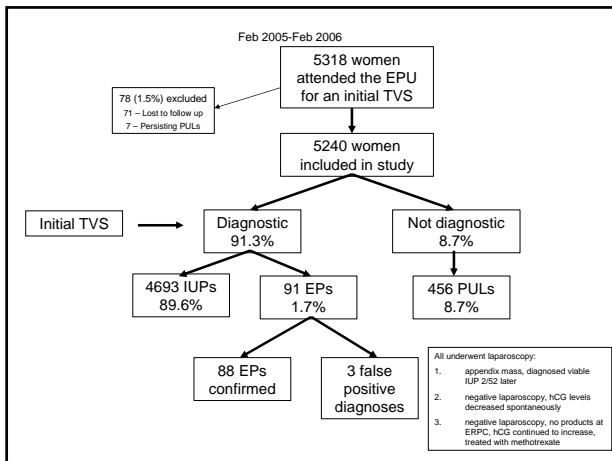 Feb 2005-Feb 2006
5318 women
attended the EPU
for an initial TVS
78 (1.5%) excluded
71 – Lost to follow up
7 – Persisting PULs
5240 women
included in study
Initial TVS
Diagnostic
91.3%
Not diagnostic
8.7%
4693 IUPs
89.6%
91 EPs
1.7%
456 PULs
8.7%
88 EPs
confirmed
3 false
positive
diagnoses
All underwent laparoscopy:
1. appendix mass, diagnosed viable
IUP 2/52 later
2. negative laparoscopy, hCG levels
decreased spontaneously
3. negative laparoscopy, no products at
ERPC, hCG continued to increase,
treated with methotrexate